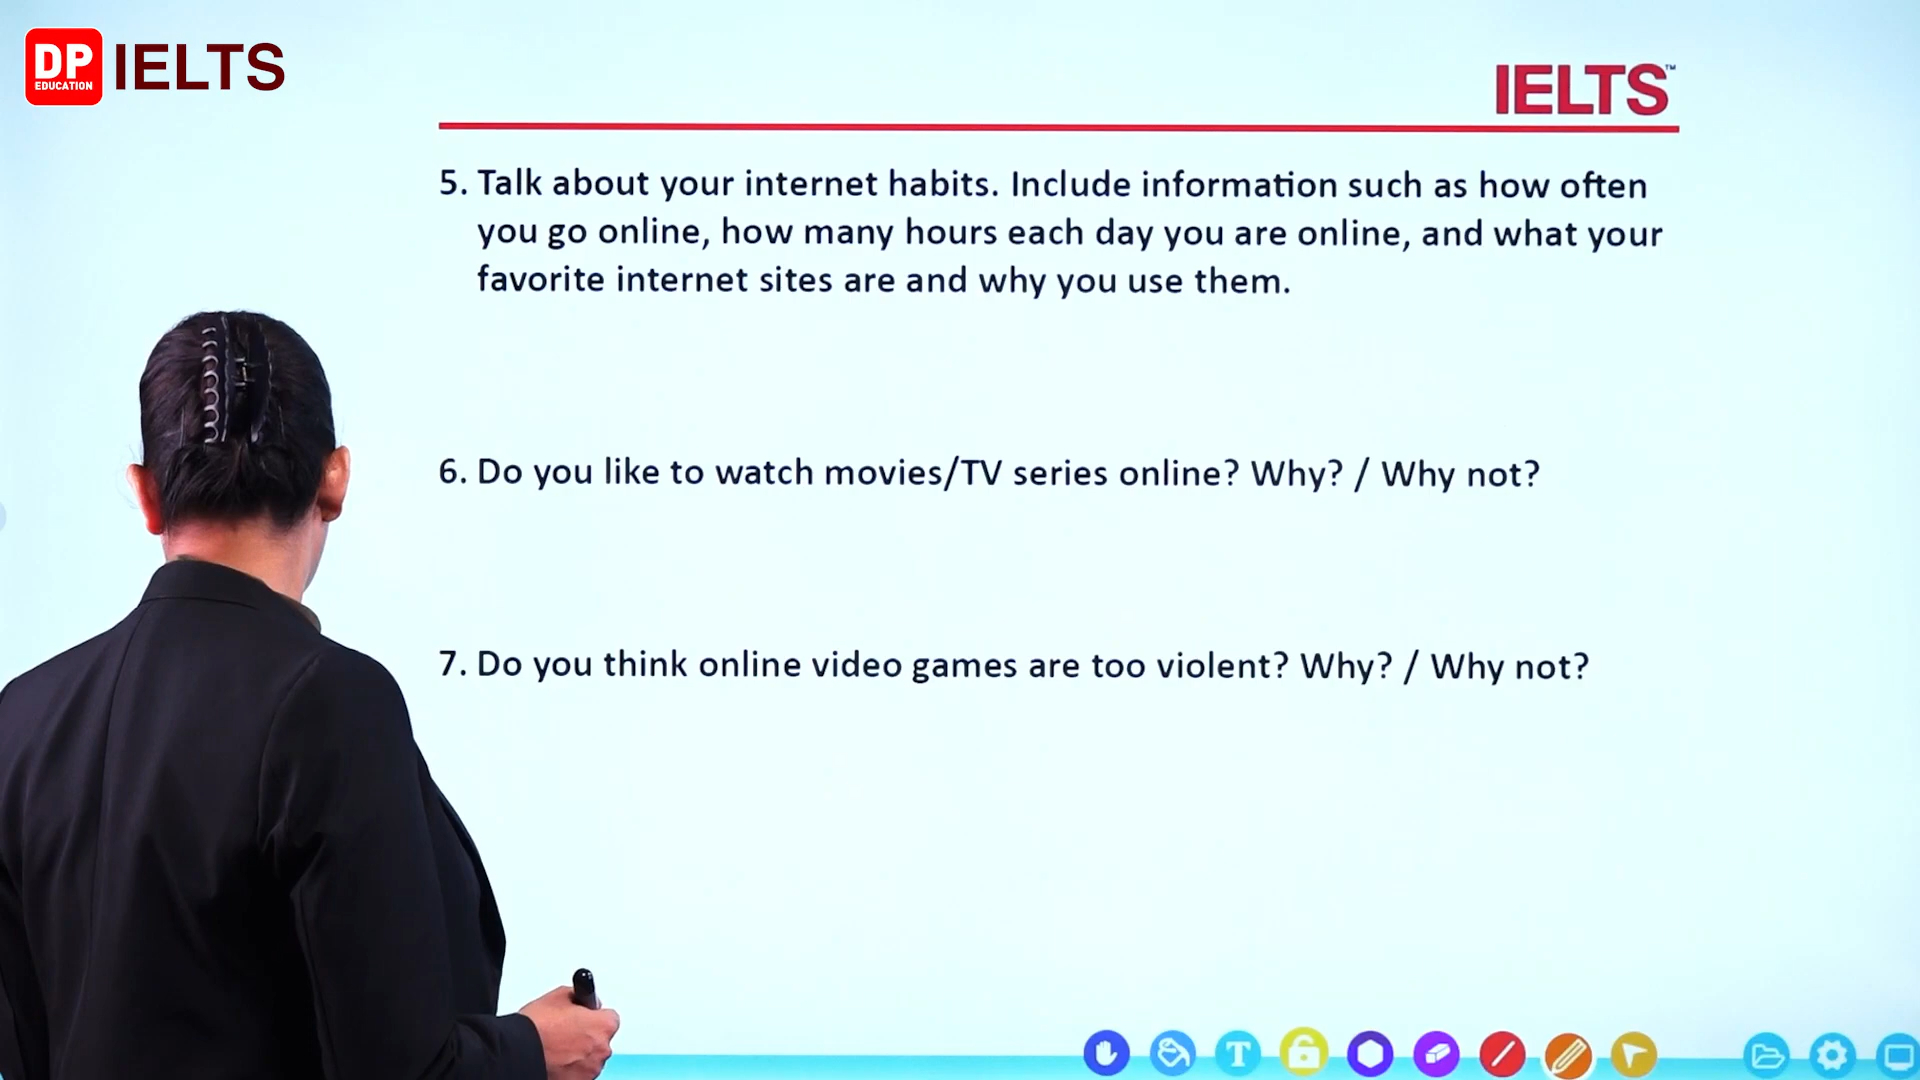 DP
EDUCATION
IELTS
IELTS™
5. Talk about your internet habits. Include information such as how often
you go online, how many hours each day you are online, and what your
favorite internet sites are and why you use them.
6. Do you like to watch movies/TV series online? Why? / Why not?
7. Do you think online video games are too violent? Why? / Why not?
T